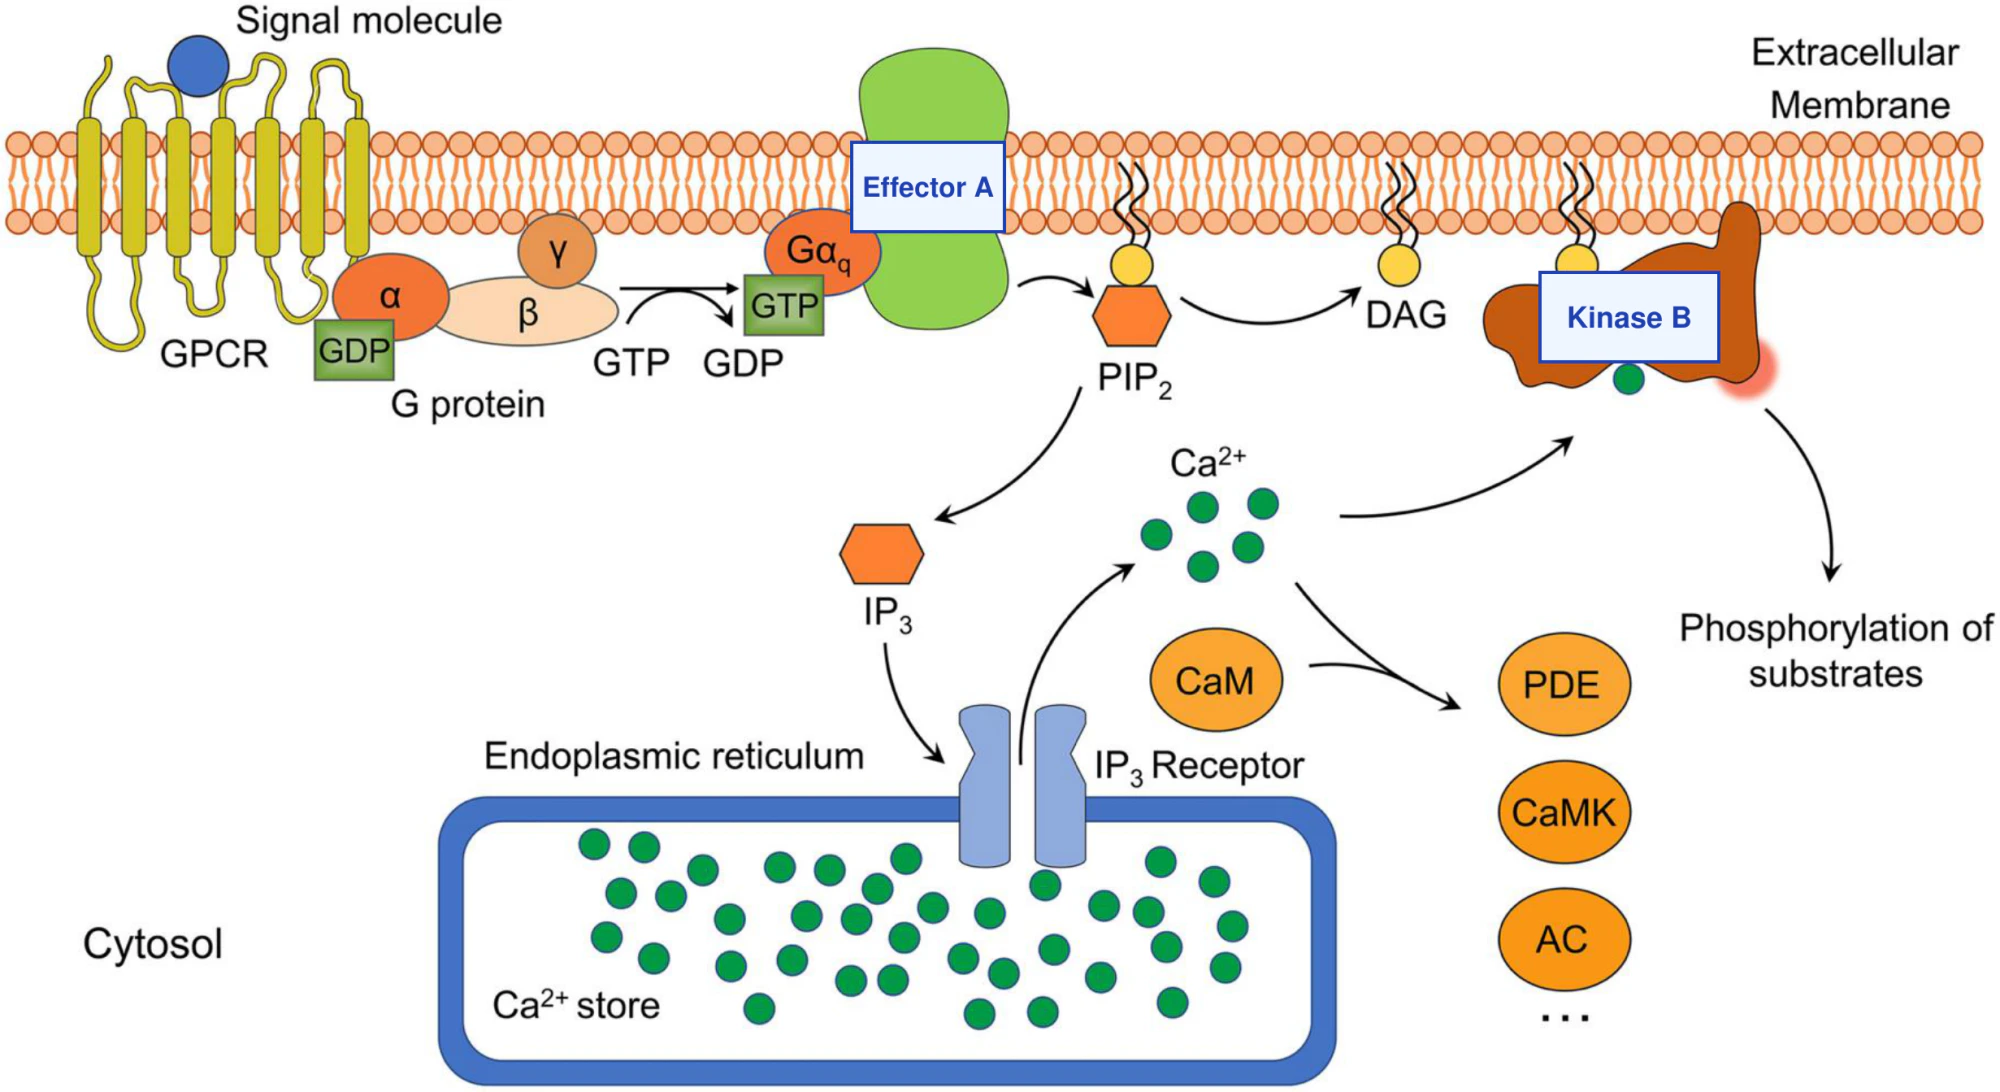 Signal molecule
Extracellular
Membrane
Effector A
γ
Gαq
α
β
GTP
GDP
GPCR
GTP
GDP
G protein
PIP2
DAG
Kinase B
Ca2+
IP3
CaM
PDE
Phosphorylation of
substrates
Endoplasmic reticulum
IP3 Receptor
CaMK
AC
...
Cytosol
Ca2+ store